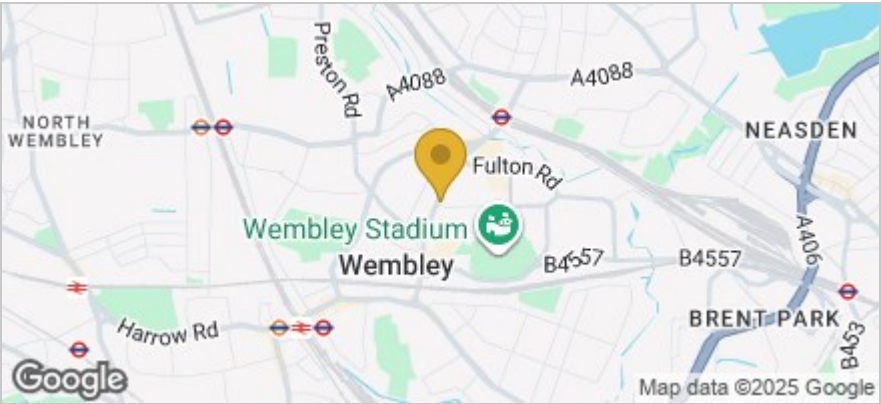 Preston Rd
A4088
A4088
NORTH
WEMBLEY
NEASDEN
Fulton Rd
Wembley Stadium
Wembley
B4557
B4557
A406
Harrow Rd
BRENT PARK
B453
Google
Map data ©2025 Google